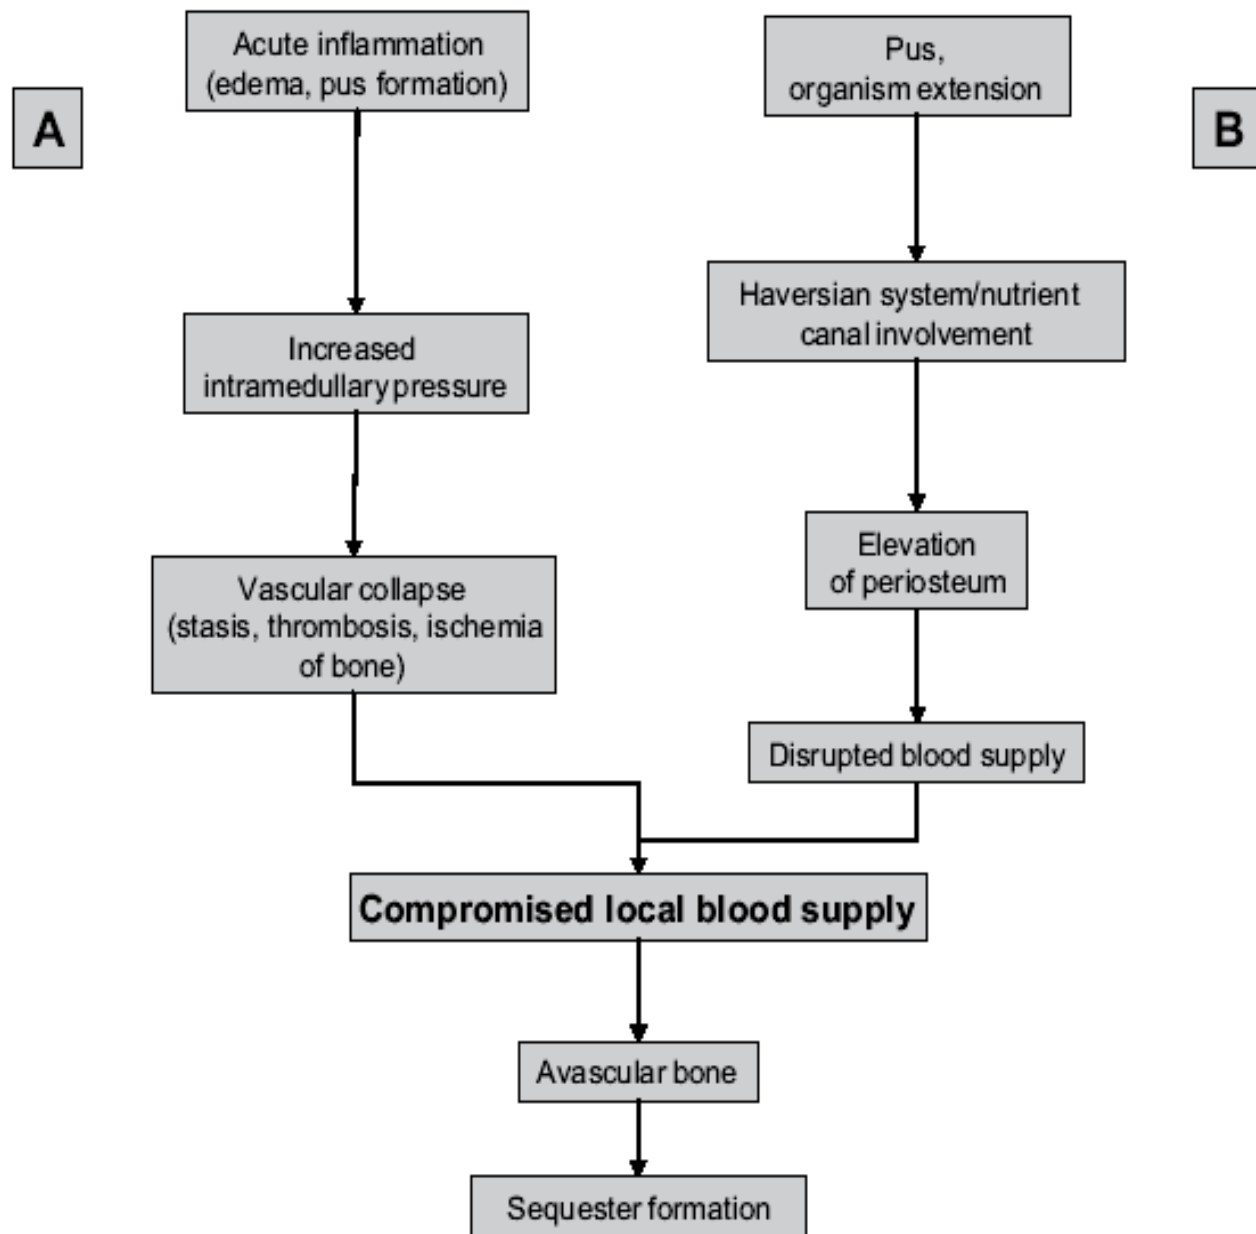 A
Acute inflammation
(edema, pus formation)
Increased
intramedullary pressure
Vascular collapse
(stasis, thrombosis, ischemia
of bone)
B
Pus,
organism extension
Haversian system/nutrient
canal involvement
Elevation
of periosteum
Disrupted blood supply
Compromised local blood supply
Avascular bone
Sequester formation